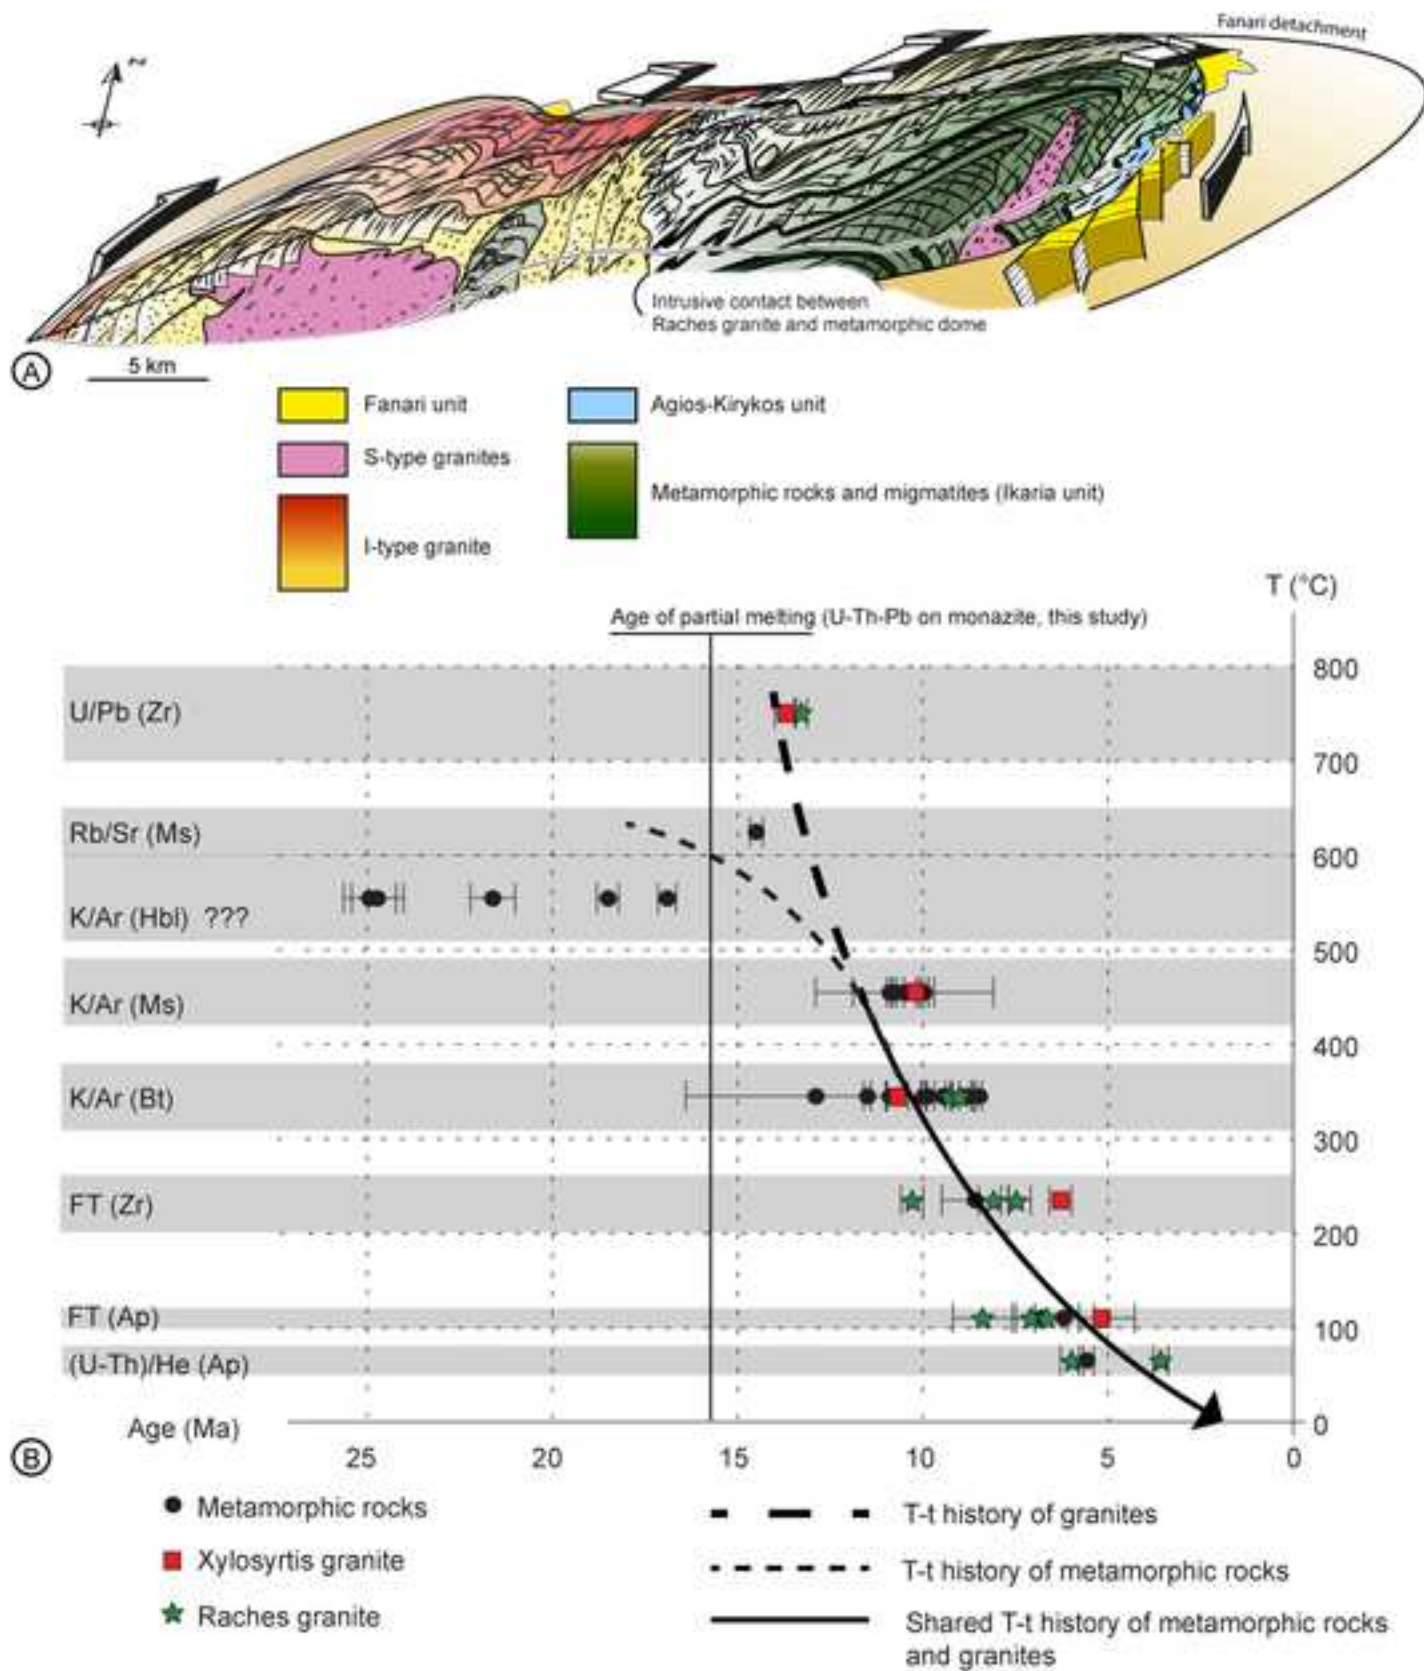 Fanari detachment
N
Intrusive contact between
Raches granite and metamorphic dome
A
5 km
Fanari unit
Agios-Kirykos unit
S-type granites
Metamorphic rocks and migmatites (Ikaria unit)
I-type granite
T (°C)
Age of partial melting (U-Th-Pb on monazite, this study)
800
U/Pb (Zr)
700
Rb/Sr (Ms)
600
K/Ar (Hbl) ???
500
K/Ar (Ms)
400
K/Ar (Bt)
300
FT (Zr)
200
FT (Ap)
100
(U-Th)/He (Ap)
Age (Ma)
0
B
25 20 15 10 5 0
Metamorphic rocks
T-t history of granites
Xylosyrtis granite
T-t history of metamorphic rocks
Raches granite
Shared T-t history of metamorphic rocks
and granites